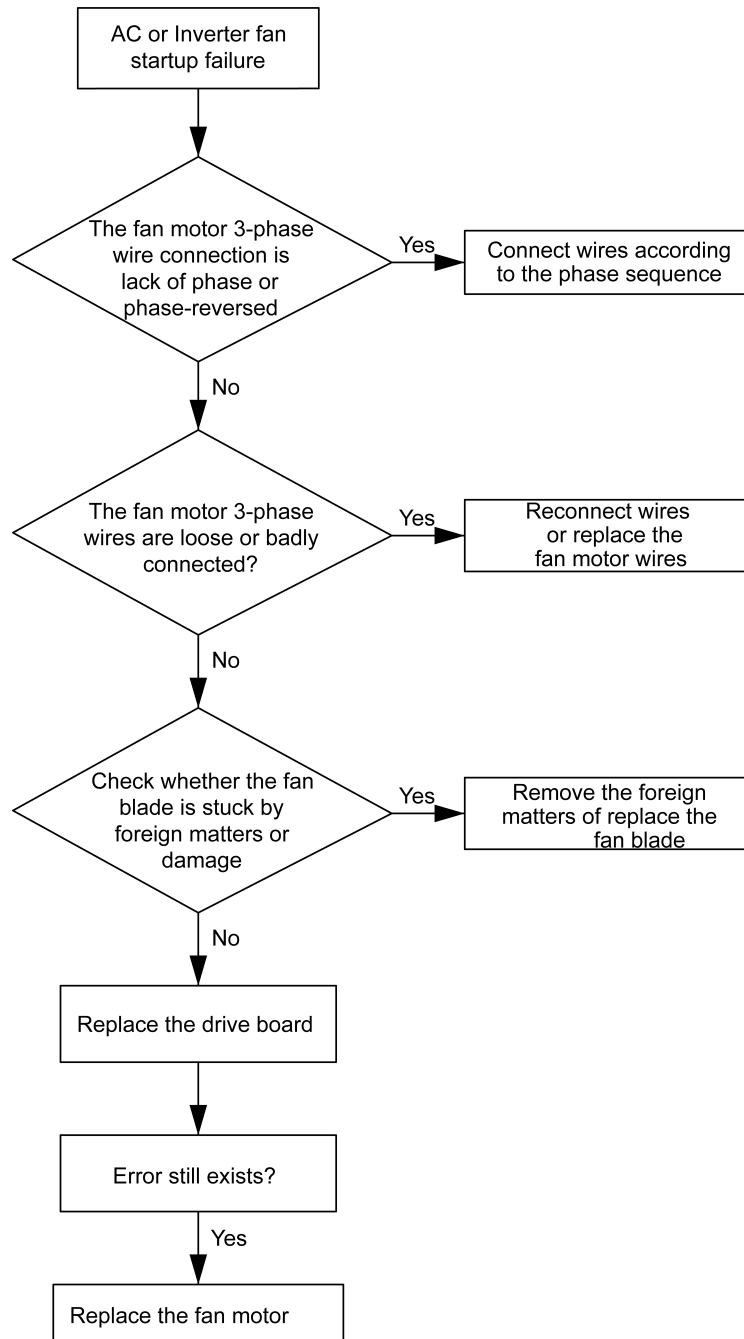 AC or Inverter fan
startup failure
The fan motor 3-phase
wire connection is
lack of phase or
phase-reversed
Yes
Connect wires according
to the phase sequence
No
The fan motor 3-phase
wires are loose or badly
connected?
Yes
Reconnect wires
or replace the
fan motor wires
No
Check whether the fan
blade is stuck by
foreign matters or
damage
Yes
Remove the foreign
matters of replace the
fan blade
No
Replace the drive board
Error still exists?
Yes
Replace the fan motor